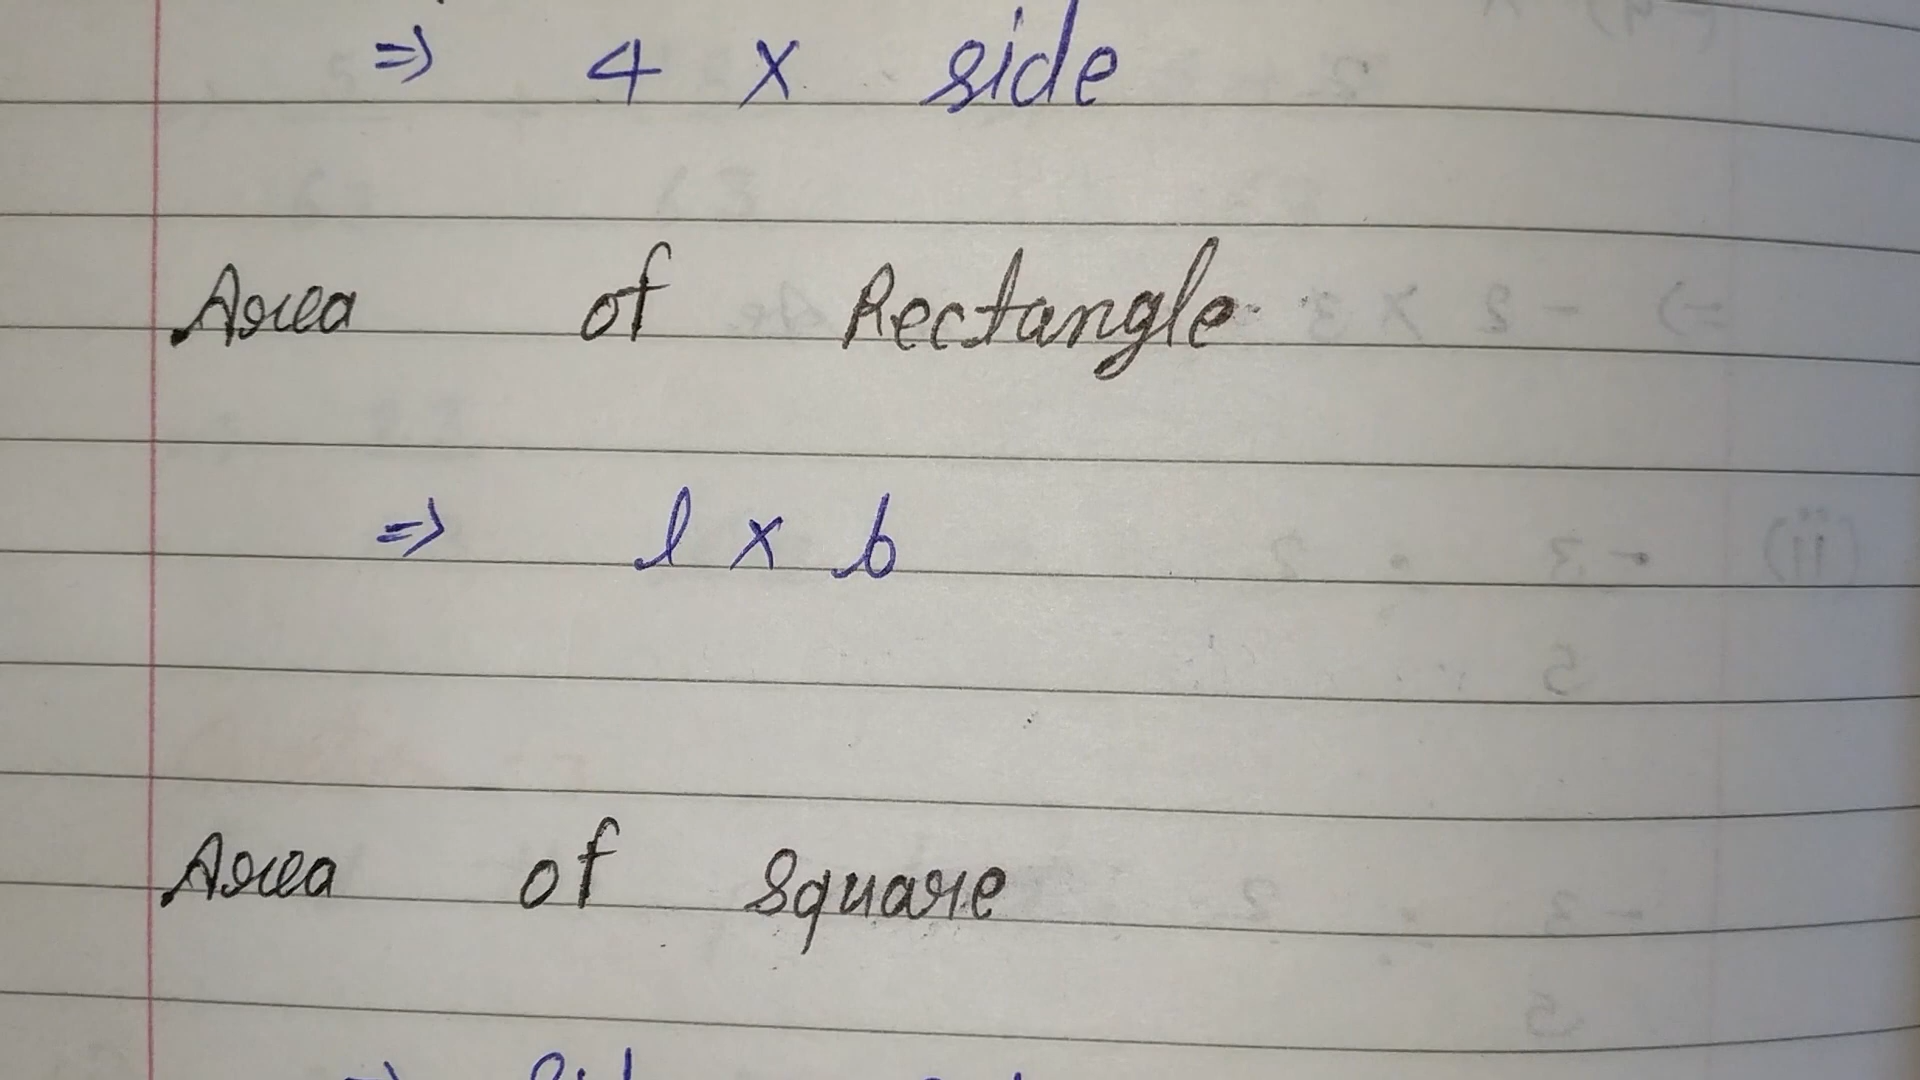 ⇒ 4 × side
Area of Rectangle
⇒ l × b
Area of Square